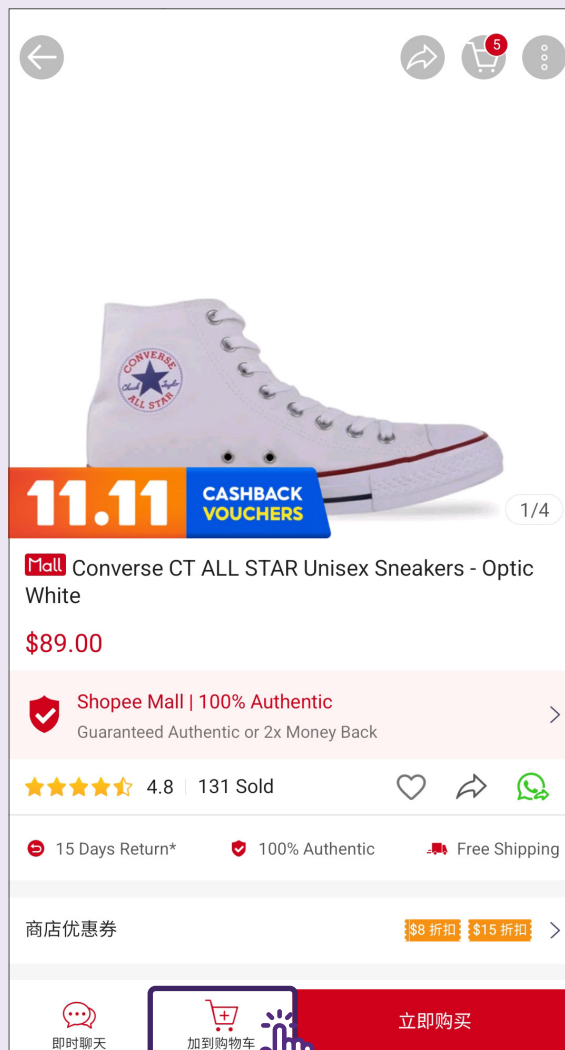 5
CONVERSE
Chuck Taylor
ALL STAR
11.11
CASHBACK
VOUCHERS
1/4
Mall Converse CT ALL STAR Unisex Sneakers - Optic
White
$89.00
Shopee Mall | 100% Authentic
Guaranteed Authentic or 2x Money Back
4.8 131 Sold
15 Days Return* 100% Authentic Free Shipping
商店优惠券 $8 折扣 $15 折扣
即时聊天 加到购物车 立即购买